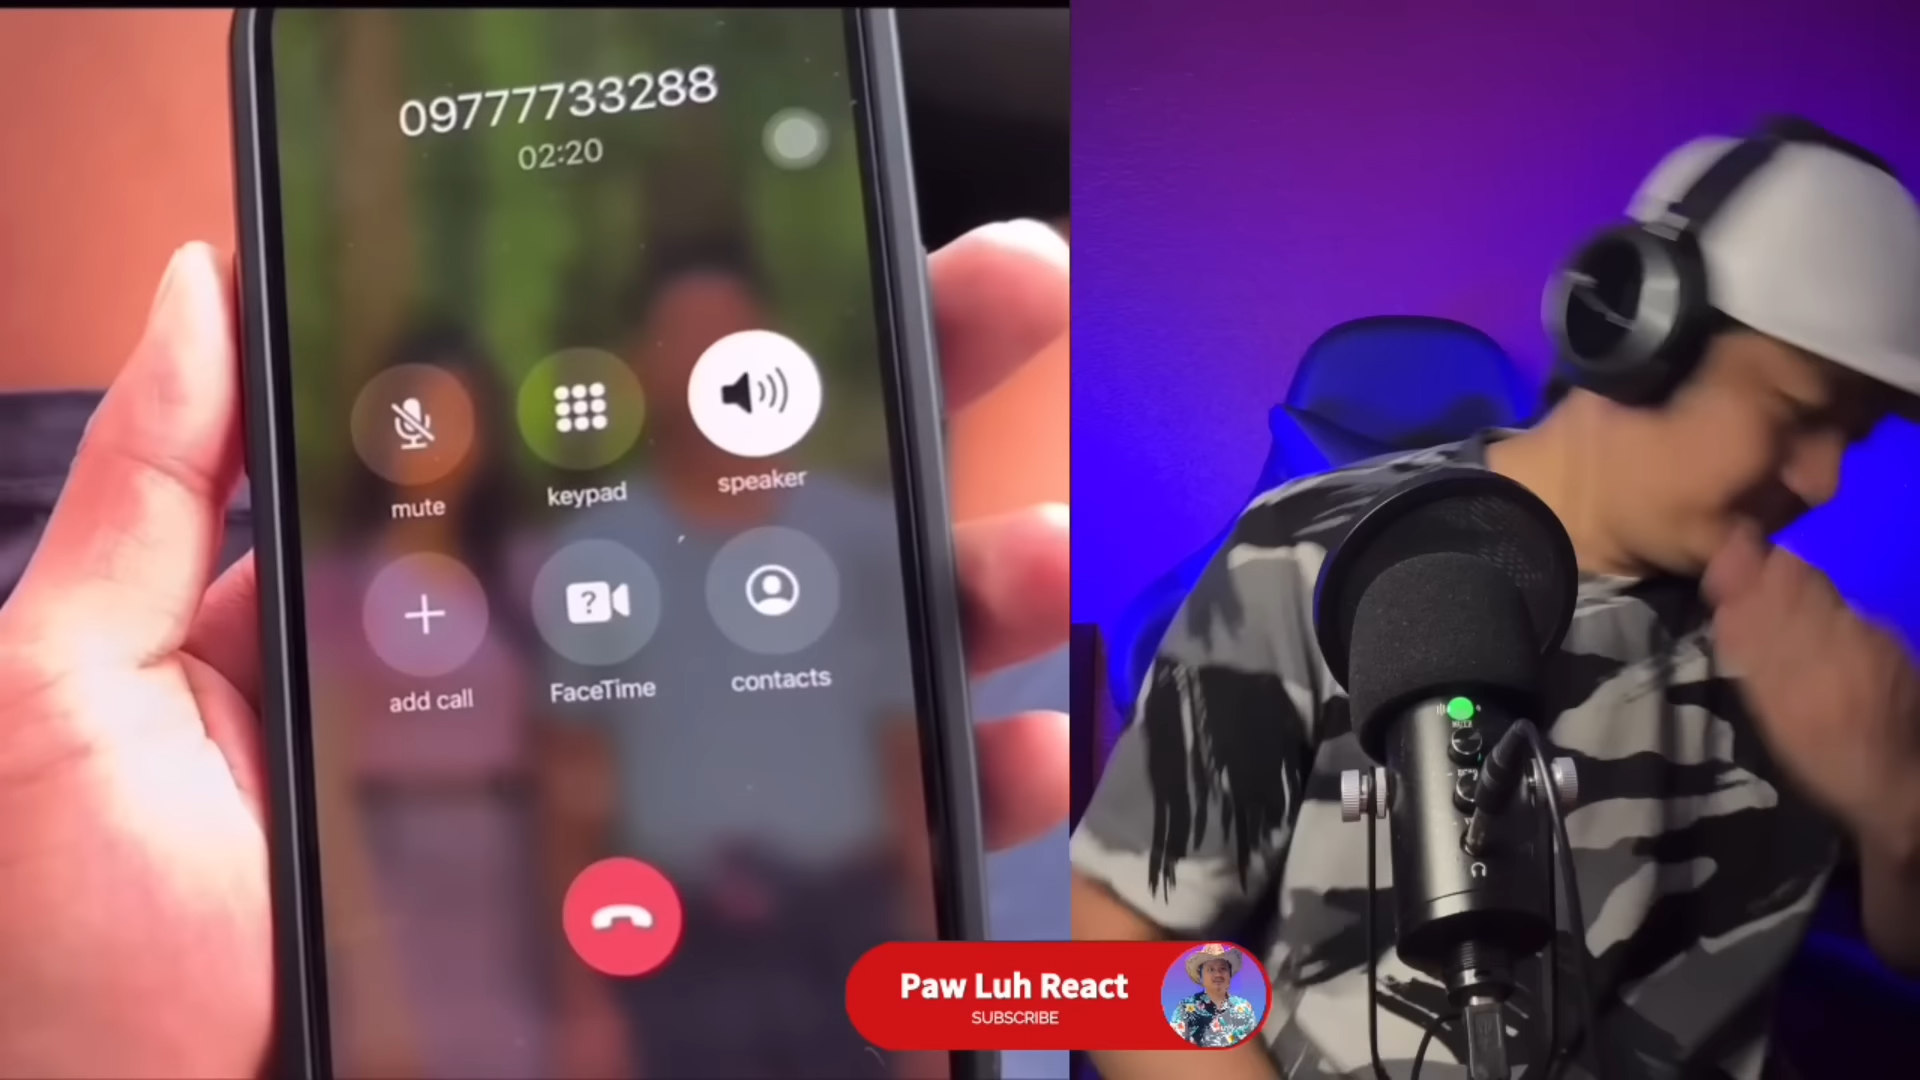 09777733288
02:20
mute
keypad
speaker
add call
FaceTime
contacts
Paw Luh React
SUBSCRIBE